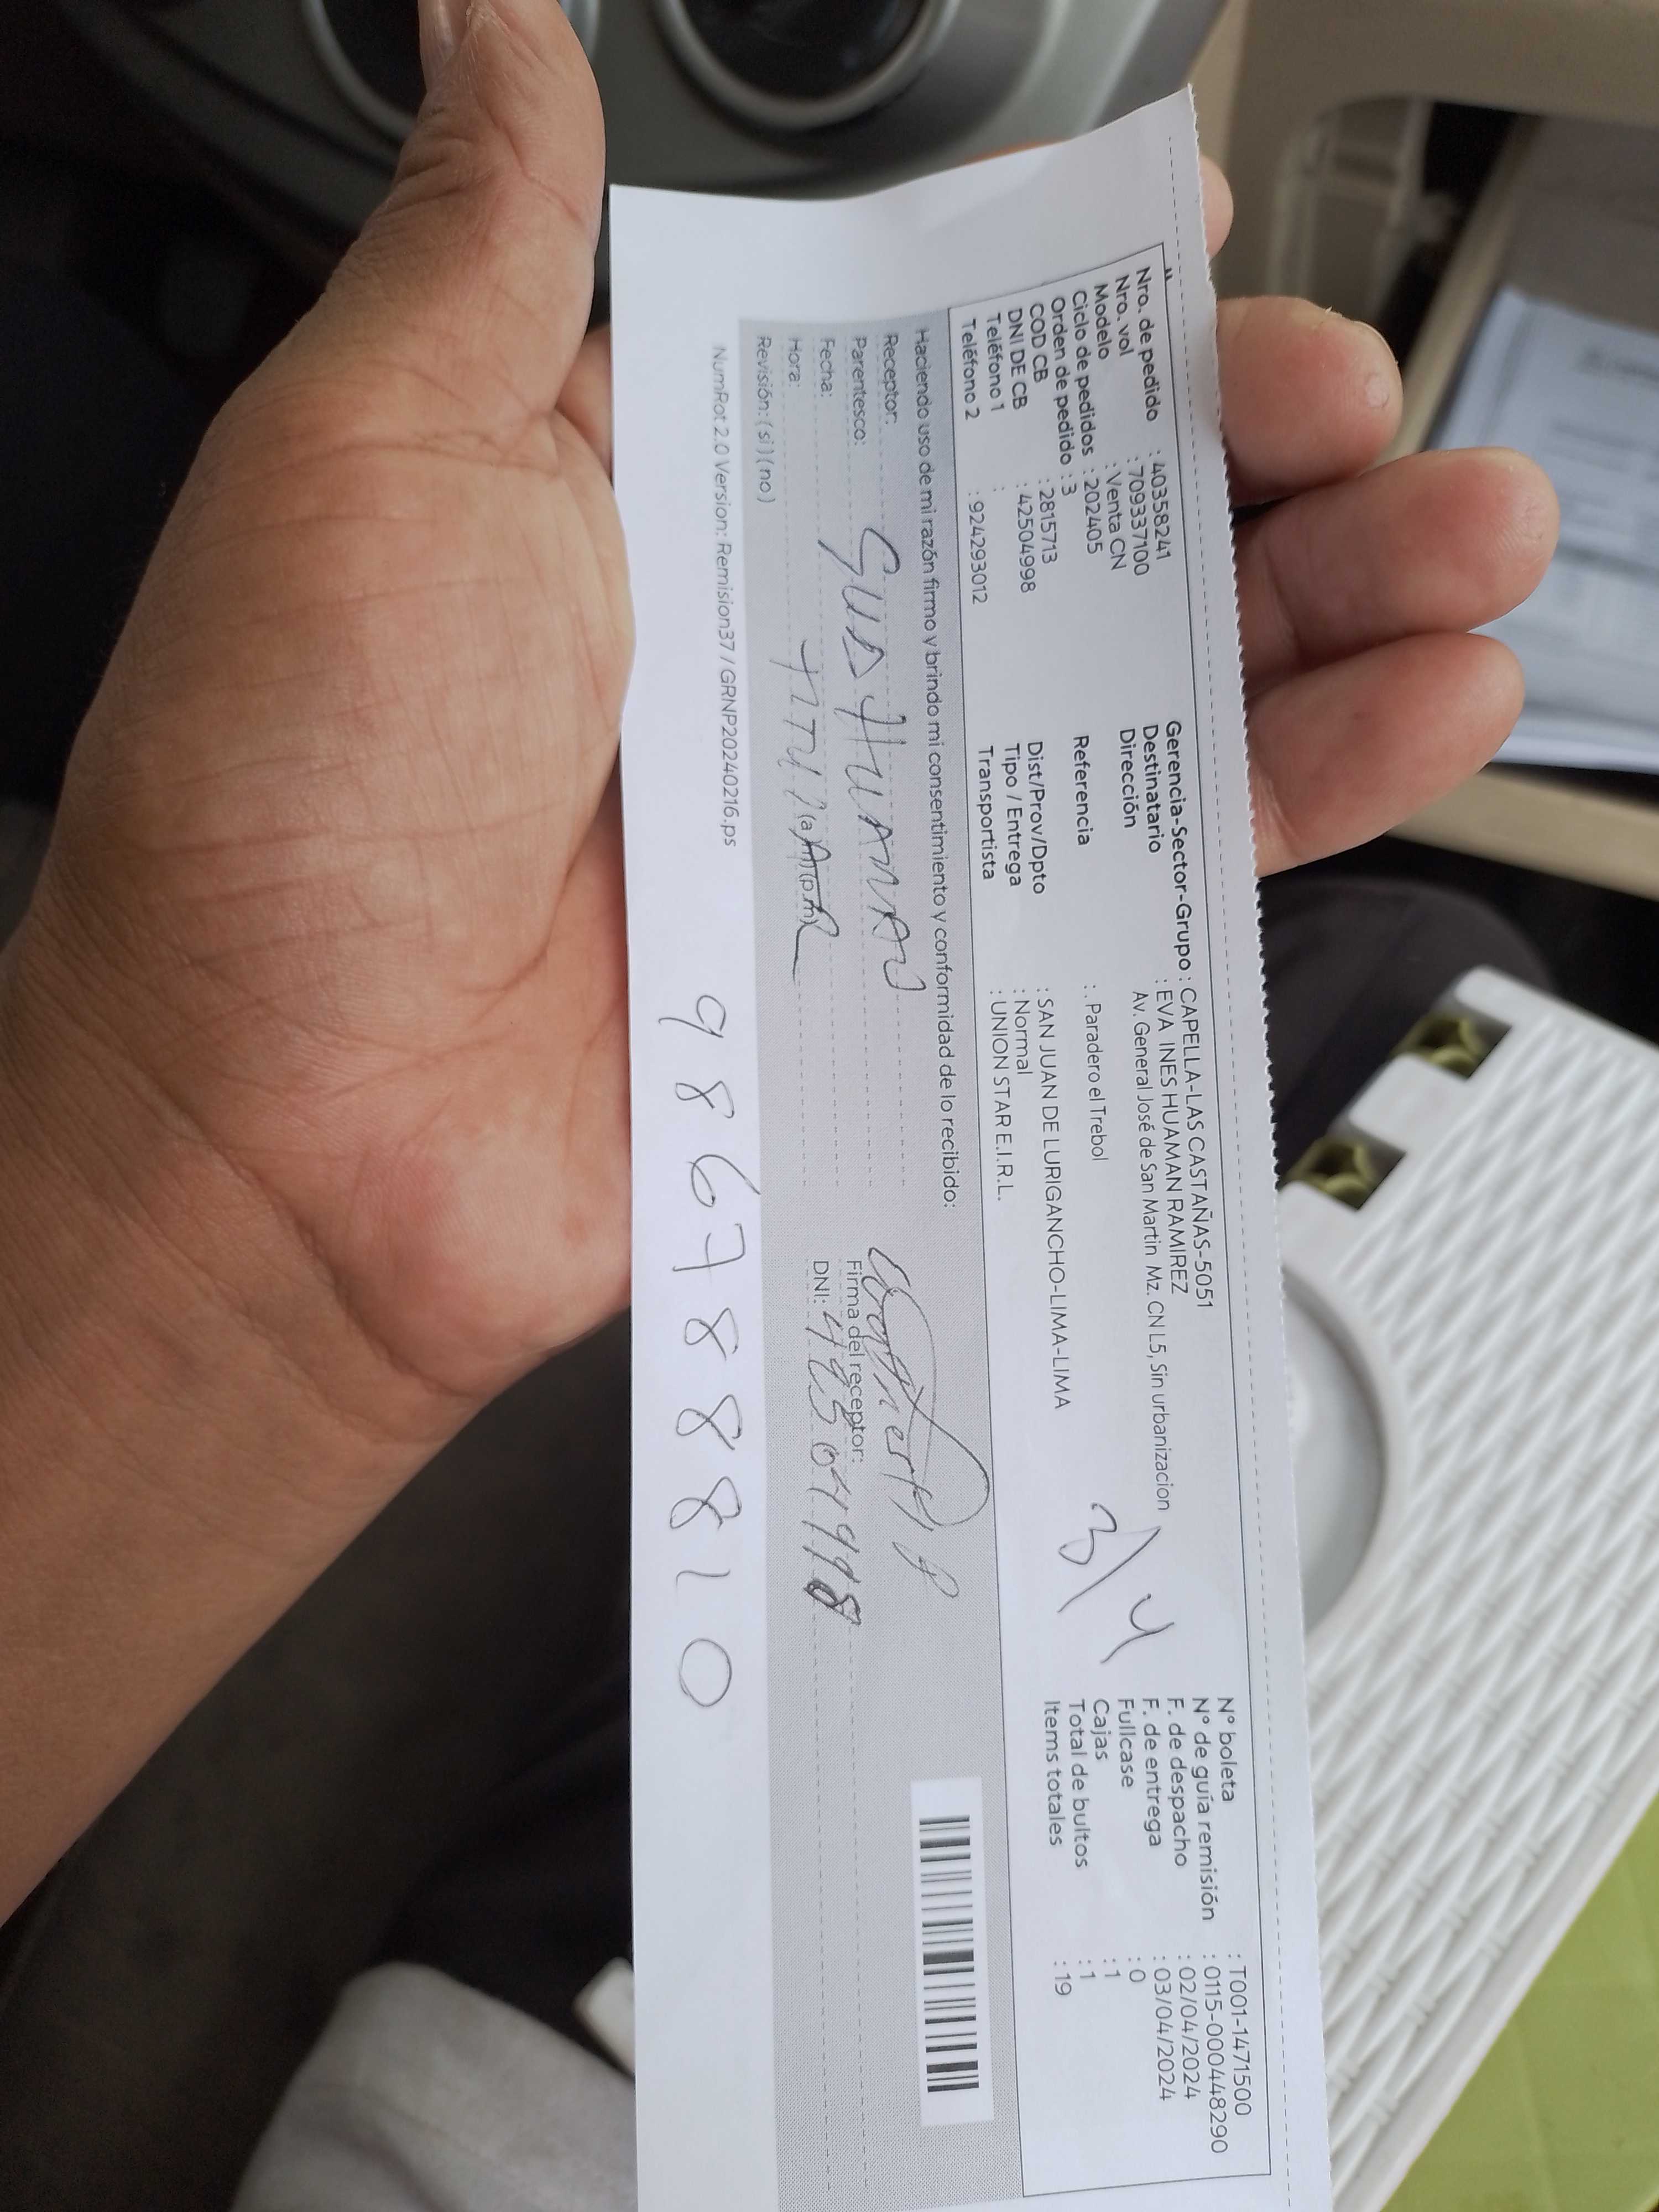 Nro. de pedido : 40358241
Nro. vol : 709337100
Modelo : Venta CN
Ciclo de pedidos : 202405
Orden de pedido : 3
COD CB : 2815713
DNI DE CB : 42504998
Teléfono 1 :
Teléfono 2 : 924293012
Gerencia-Sector-Grupo : CAPELLA-LAS CASTAÑAS-5051
Destinatario : EVA INES HUAMAN RAMIREZ
Dirección Av. General José de San Martin Mz. CN L5, Sin urbanizacion
Referencia : . Paradero el Trebol
Dist/Prov/Dpto : SAN JUAN DE LURIGANCHO-LIMA-LIMA
Tipo / Entrega : Normal
Transportista : UNION STAR E.I.R.L.
3/4
N° boleta : T001-1471500
N° de guía remisión : 0115-000448290
F. de despacho : 02/04/2024
F. de entrega : 03/04/2024
Fullcase : 0
Cajas : 1
Total de bultos : 1
Items totales : 19
Haciendo uso de mi razón firmo y brindo mi consentimiento y conformidad de lo recibido:
Receptor:
Parentesco:
Fecha:
Hora: (a.m) (p.m)
Revisión: ( si ) ( no )
HUAMAN
Firma del receptor:
DNI: 42504998
NumRot 2.0 Version: Remision37 / GRNP20240216.ps
986788810